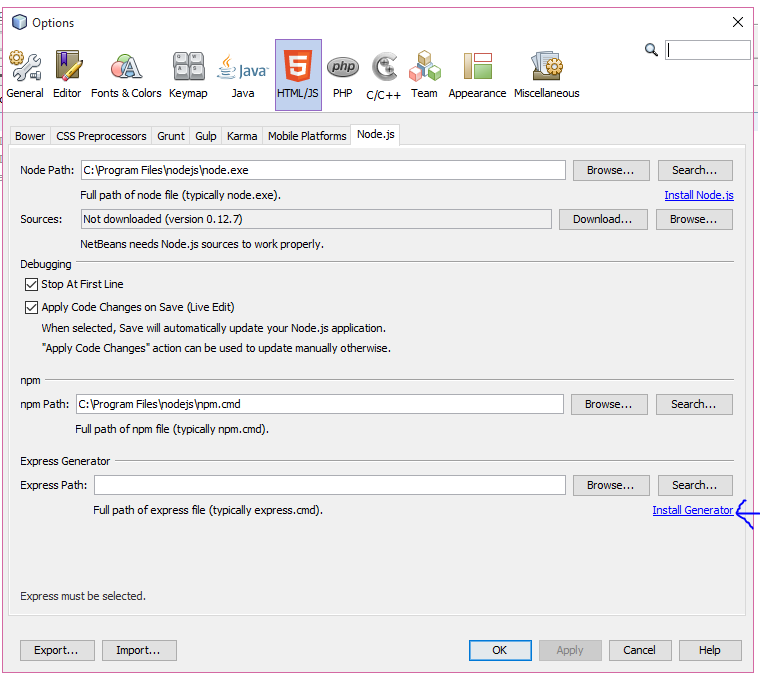 Options
General Editor Fonts & Colors Keymap Java HTML/JS PHP C/C++ Team Appearance Miscellaneous
Bower CSS Preprocessors Grunt Gulp Karma Mobile Platforms Node.js
Node Path: C:\Program Files\nodejs\node.exe Browse... Search...
Full path of node file (typically node.exe). Install Node.js
Sources: Not downloaded (version 0.12.7) Download... Browse...
NetBeans needs Node.js sources to work properly.
Debugging
Stop At First Line
Apply Code Changes on Save (Live Edit)
When selected, Save will automatically update your Node.js application.
"Apply Code Changes" action can be used to update manually otherwise.
npm
npm Path: C:\Program Files\nodejs\npm.cmd Browse... Search...
Full path of npm file (typically npm.cmd).
Express Generator
Express Path: Browse... Search...
Full path of express file (typically express.cmd). Install Generator
Express must be selected.
Export... Import... OK Apply Cancel Help